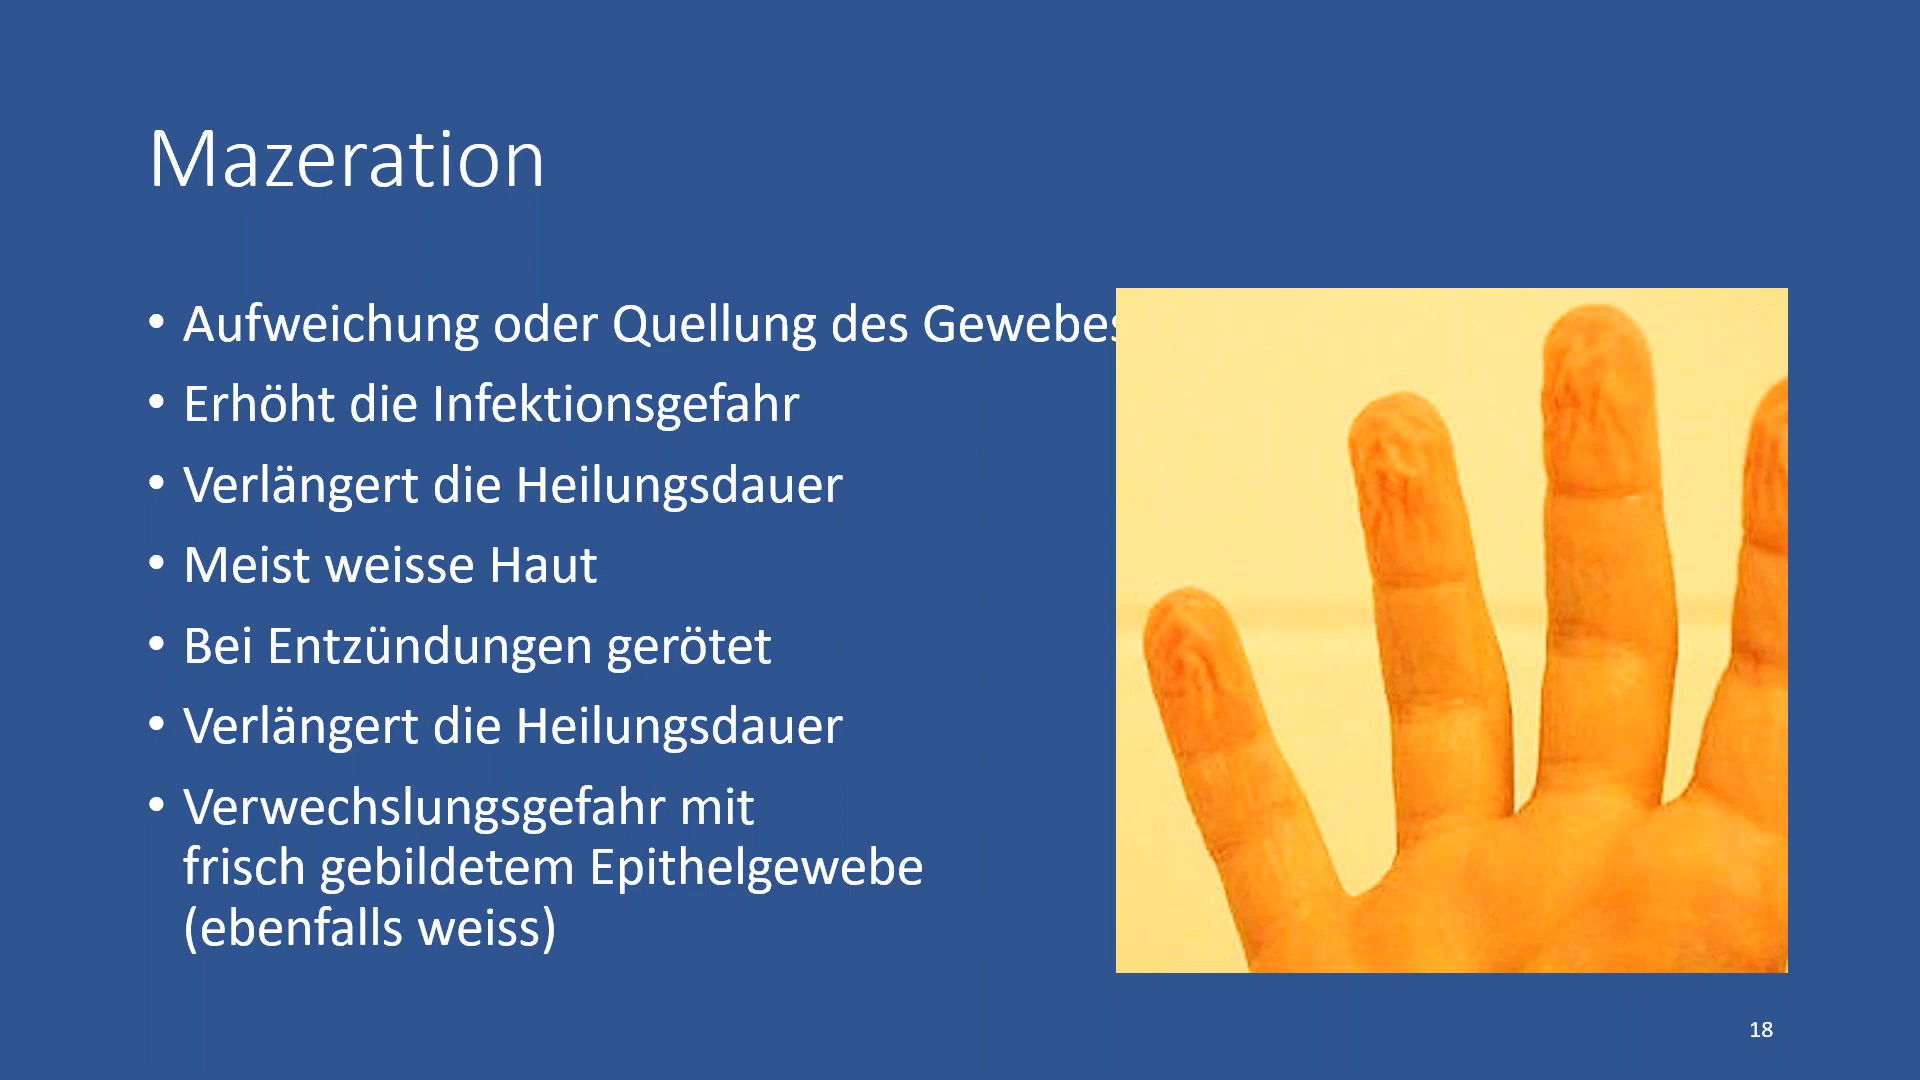 Mazeration
• Aufweichung oder Quellung des Gewebes
• Erhöht die Infektionsgefahr
• Verlängert die Heilungsdauer
• Meist weisse Haut
• Bei Entzündungen gerötet
• Verlängert die Heilungsdauer
• Verwechslungsgefahr mit
frisch gebildetem Epithelgewebe
(ebenfalls weiss)
18